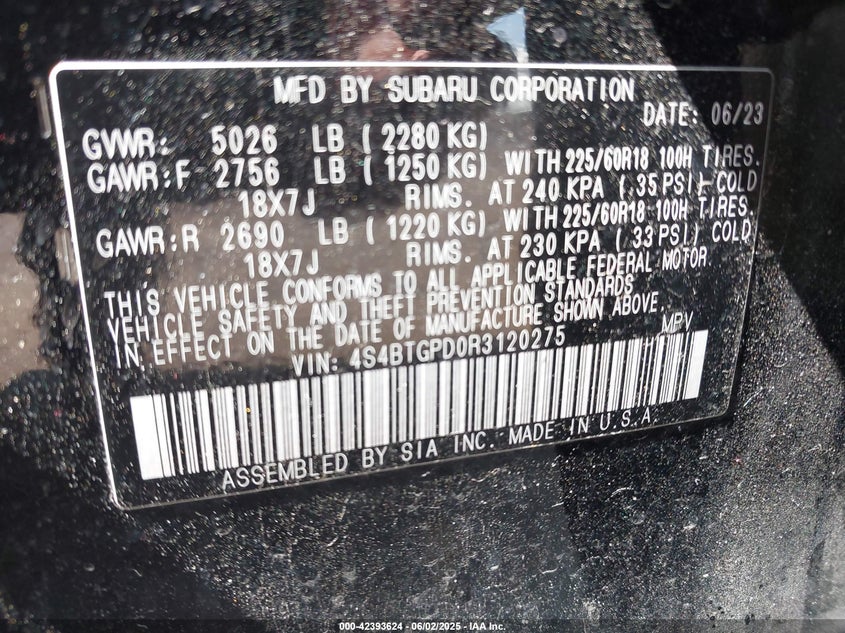 MFD BY SUBARU CORPORATION
DATE: 06/23
GVWR: 5026 LB ( 2280 KG)
GAWR:F 2756 LB ( 1250 KG) WITH 225/60R18 100H TIRES.
18X7J RIMS. AT 240 KPA ( 35 PSI) COLD
GAWR:R 2690 LB ( 1220 KG) WITH 225/60R18 100H TIRES.
18X7J RIMS. AT 230 KPA ( 33 PSI) COLD
THIS VEHICLE CONFORMS TO ALL APPLICABLE FEDERAL MOTOR
VEHICLE SAFETY AND THEFT PREVENTION STANDARDS
IN EFFECT ON THE DATE OF MANUFACTURE SHOWN ABOVE.
VIN: 4S4BTGPD0R3120275 MPV
ASSEMBLED BY SIA INC. MADE IN U.S.A.
000-42393624 - 06/02/2025 - IAA Inc.